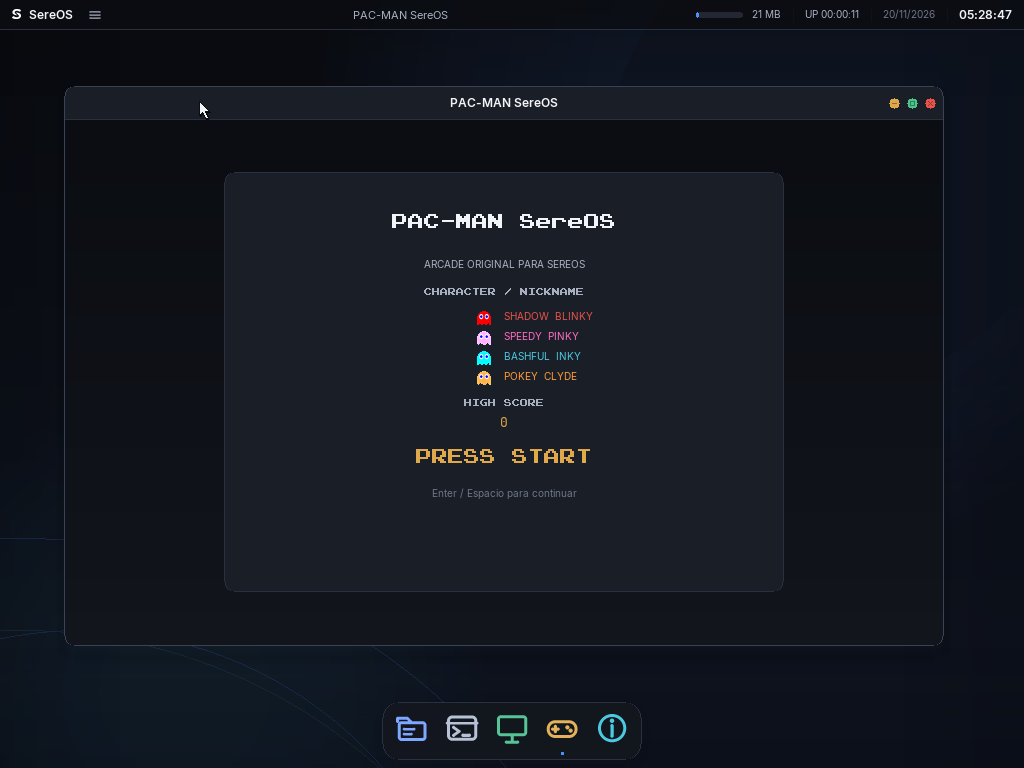 SereOS PAC-MAN SereOS 21 MB UP 00:00:11 20/11/2026 05:28:47
PAC-MAN SereOS
PAC-MAN SereOS
ARCADE ORIGINAL PARA SEREOS
CHARACTER / NICKNAME
SHADOW BLINKY
SPEEDY PINKY
BASHFUL INKY
POKEY CLYDE
HIGH SCORE
0
PRESS START
Enter / Espacio para continuar